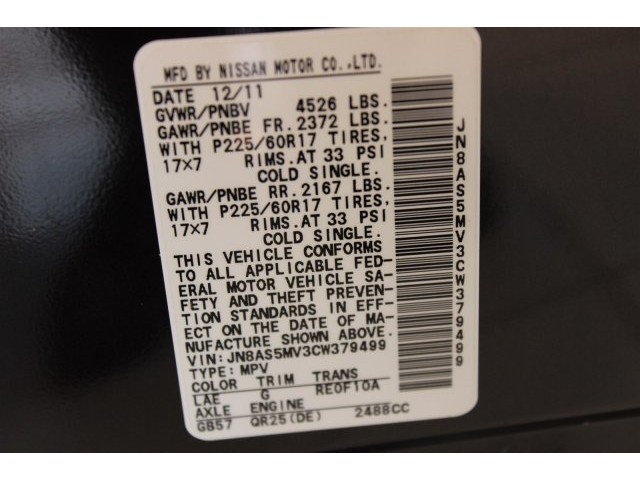 MFD BY NISSAN MOTOR CO.,LTD.
DATE 12/11
GVWR/PNBV 4526 LBS.
GAWR/PNBE FR. 2372 LBS.
WITH P225/60R17 TIRES.
17×7 RIMS. AT 33 PSI
COLD SINGLE.
GAWR/PNBE RR. 2167 LBS.
WITH P225/60R17 TIRES.
17×7 RIMS. AT 33 PSI
COLD SINGLE.
THIS VEHICLE CONFORMS
TO ALL APPLICABLE FED-
ERAL MOTOR VEHICLE SA-
FETY AND THEFT PREVEN-
TION STANDARDS IN EFF-
ECT ON THE DATE OF MA-
NUFACTURE SHOWN ABOVE.
VIN: JN8AS5MV3CW379499
TYPE: MPV
COLOR TRIM TRANS
LAE G RE0F10A
AXLE ENGINE
GB57 QR25(DE) 2488CC
JN8AS5MV3CW379499